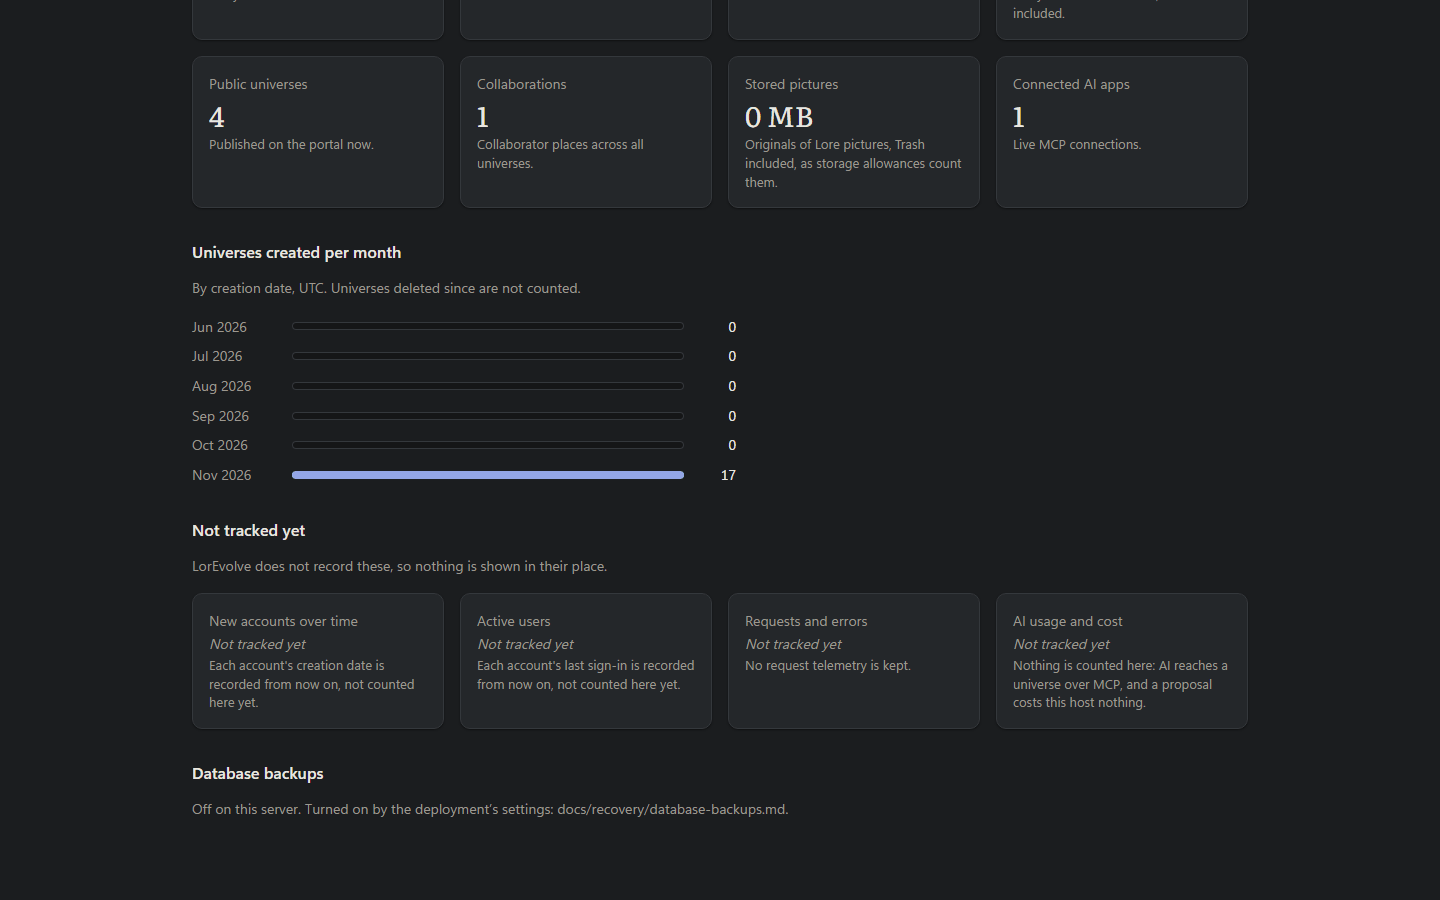 included.
Public universes
4
Published on the portal now.
Collaborations
1
Collaborator places across all
universes.
Stored pictures
0 MB
Originals of Lore pictures, Trash
included, as storage allowances count
them.
Connected AI apps
1
Live MCP connections.
Universes created per month
By creation date, UTC. Universes deleted since are not counted.
Jun 2026 0
Jul 2026 0
Aug 2026 0
Sep 2026 0
Oct 2026 0
Nov 2026 17
Not tracked yet
LorEvolve does not record these, so nothing is shown in their place.
New accounts over time
Not tracked yet
Each account's creation date is
recorded from now on, not counted
here yet.
Active users
Not tracked yet
Each account's last sign-in is recorded
from now on, not counted here yet.
Requests and errors
Not tracked yet
No request telemetry is kept.
AI usage and cost
Not tracked yet
Nothing is counted here: AI reaches a
universe over MCP, and a proposal
costs this host nothing.
Database backups
Off on this server. Turned on by the deployment's settings: docs/recovery/database-backups.md.